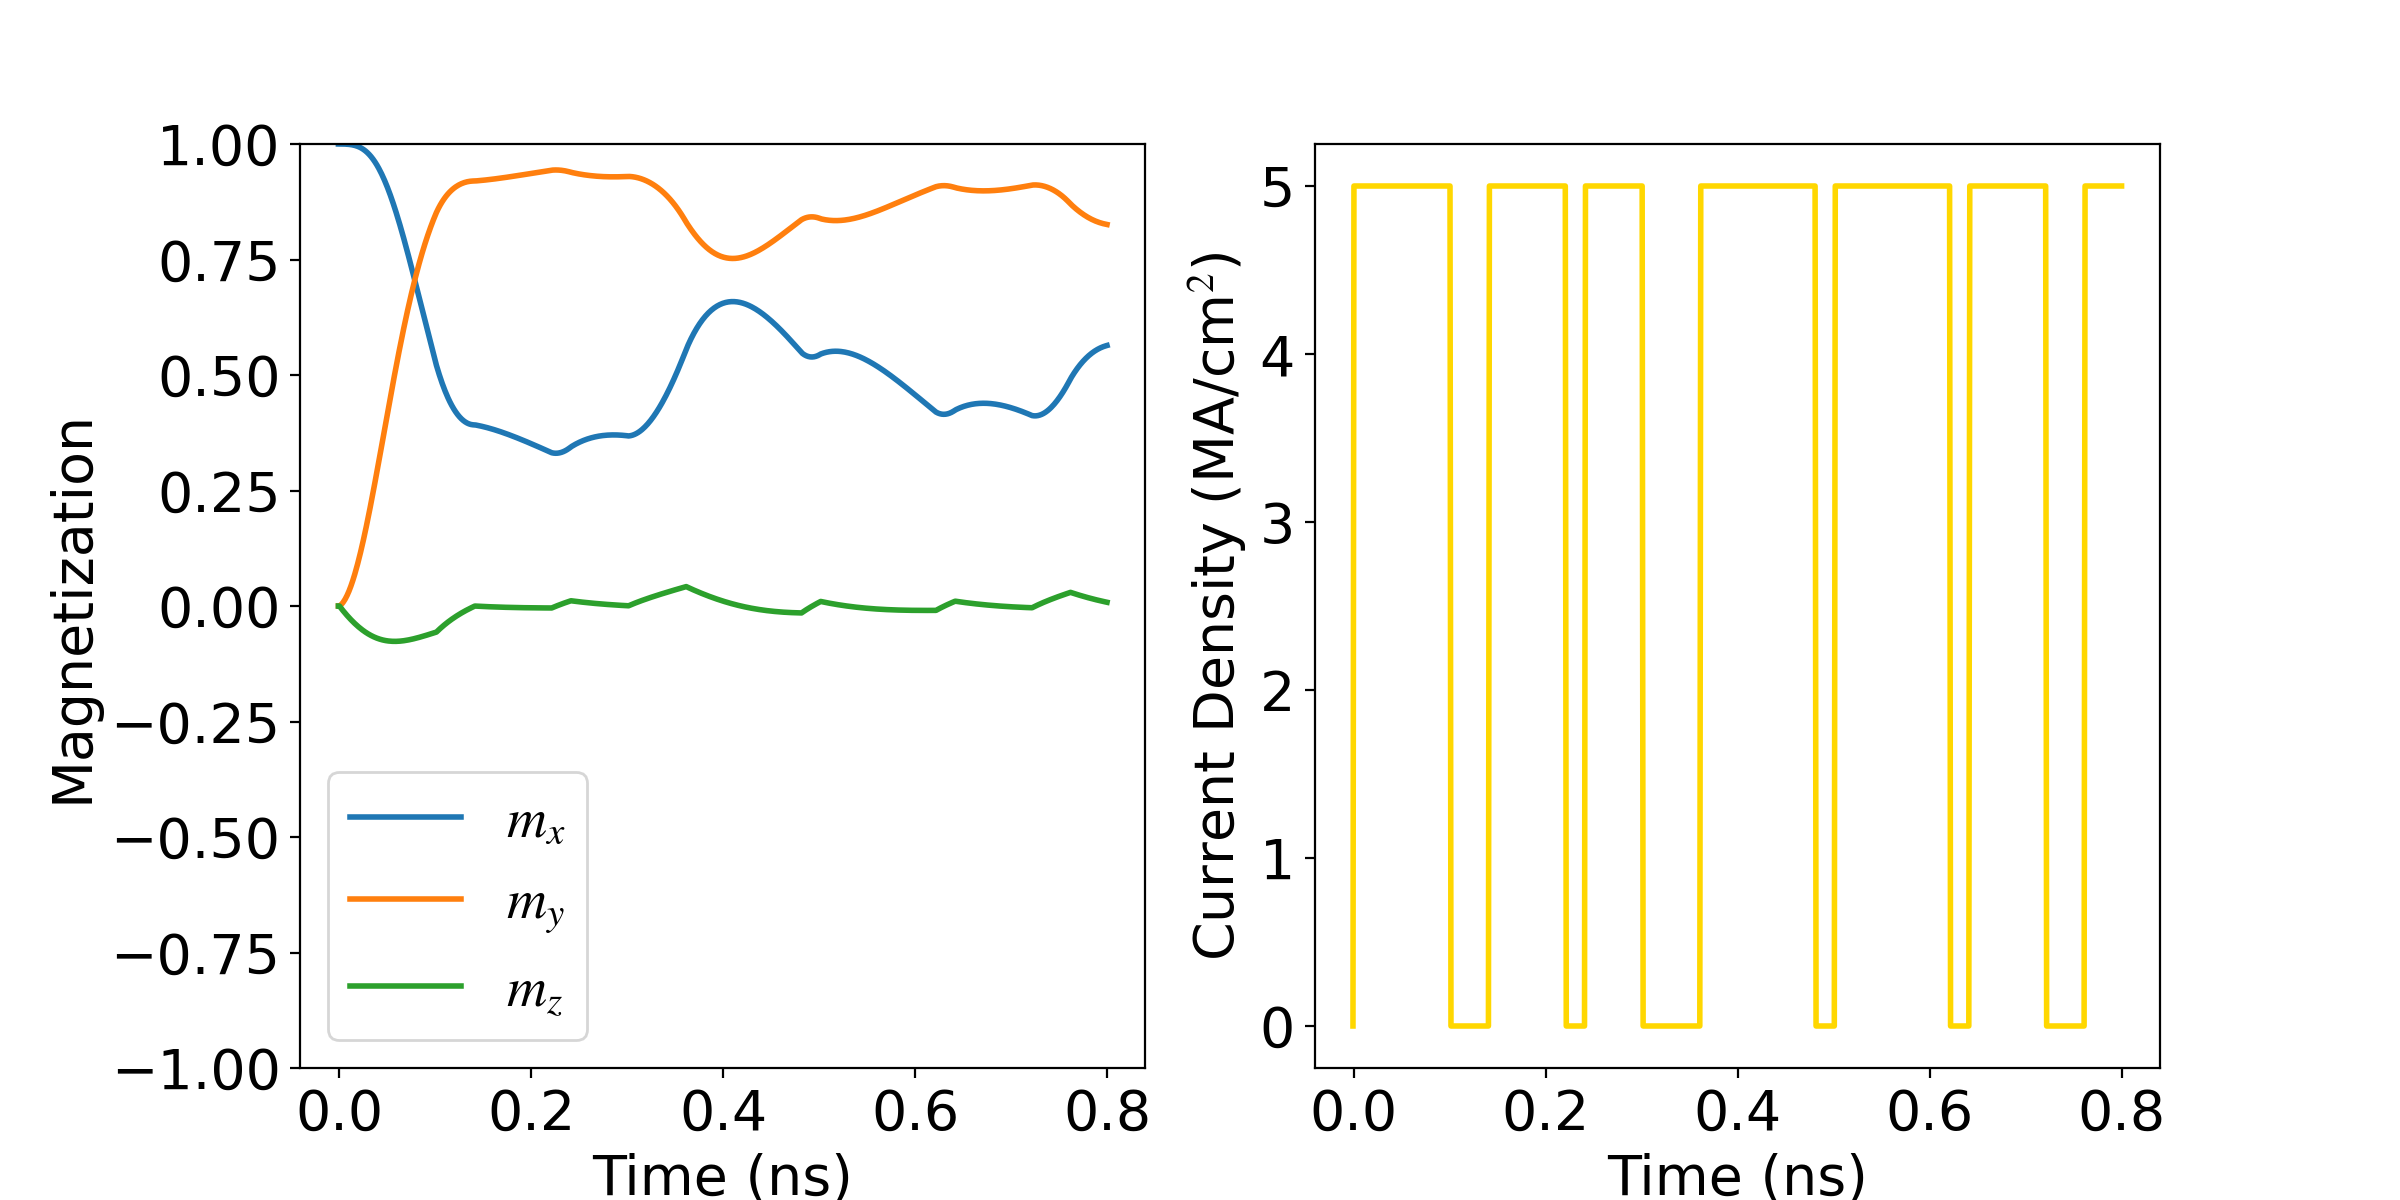 Magnetization
1.00
0.75
0.50
0.25
0.00
−0.25
−0.50
−0.75
−1.00
m_x
m_y
m_z
0.0 0.2 0.4 0.6 0.8
Time (ns)
Current Density (MA/cm²)
5
4
3
2
1
0
0.0 0.2 0.4 0.6 0.8
Time (ns)